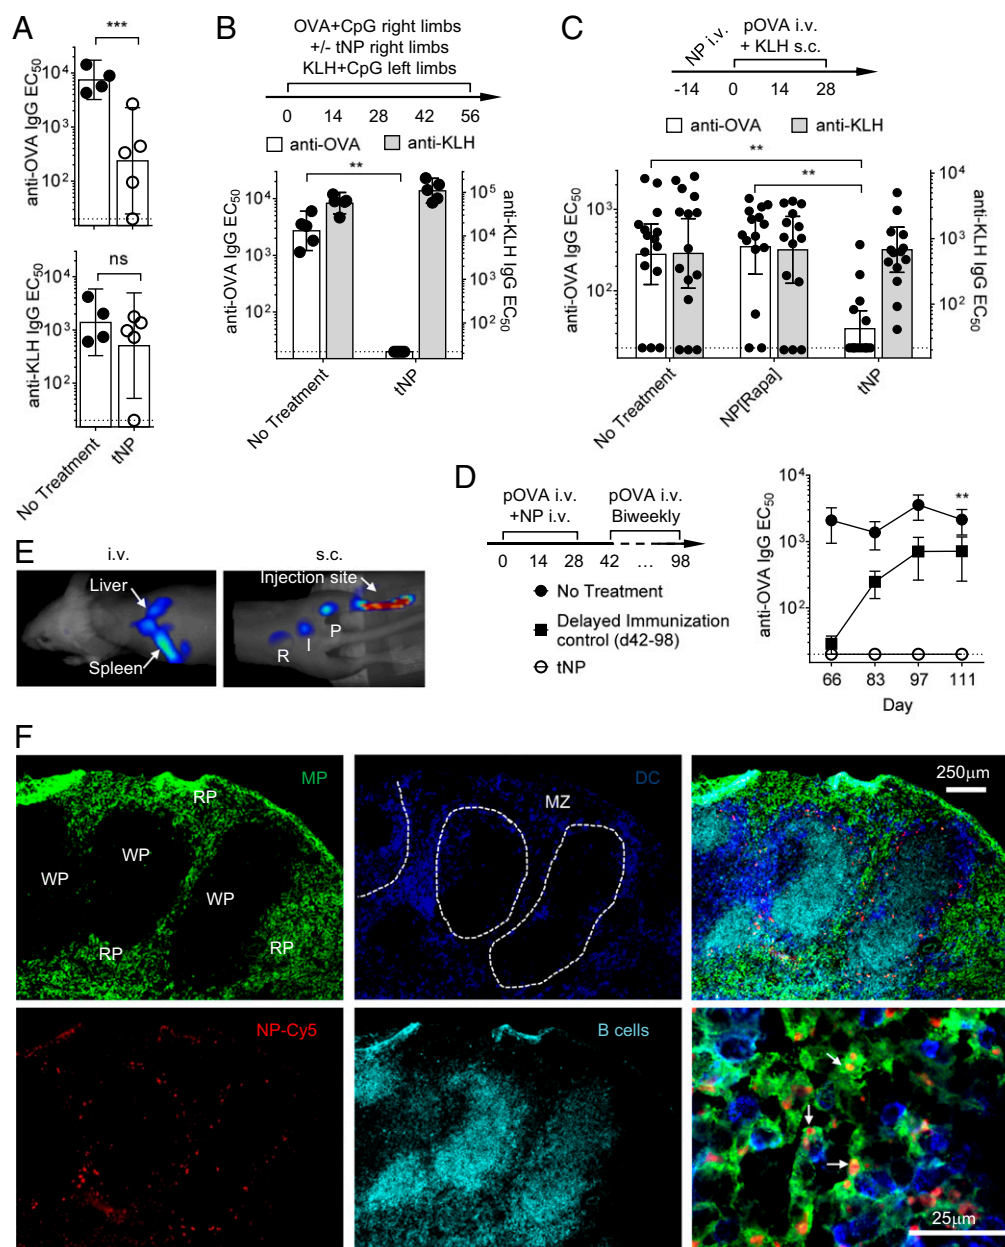 A
***
anti-OVA IgG EC50
10^4
10^3
10^2
ns
anti-KLH IgG EC50
10^4
10^3
10^2
No Treatment
tNP
B
OVA+CpG right limbs
+/- tNP right limbs
KLH+CpG left limbs
0 14 28 42 56
anti-OVA anti-KLH
**
anti-OVA IgG EC50
10^4
10^3
10^2
10^5
10^4
10^3
10^2
anti-KLH IgG EC50
No Treatment
tNP
C
NP i.v.
pOVA i.v.
+ KLH s.c.
-14 0 14 28
anti-OVA anti-KLH
**
**
anti-OVA IgG EC50
10^3
10^2
10^4
10^3
10^2
anti-KLH IgG EC50
No Treatment
NP[Rapa]
tNP
D
pOVA i.v.
+NP i.v.
pOVA i.v.
Biweekly
0 14 28 42 ... 98
No Treatment
Delayed Immunization
control (d42-98)
tNP
anti-OVA IgG EC50
10^4
10^3
10^2
**
66 83 97 111
Day
E
i.v.
Liver
Spleen
s.c.
Injection site
P
I
R
F
MP
RP
WP
WP
WP
RP
RP
DC
MZ
250μm
NP-Cy5
B cells
25μm